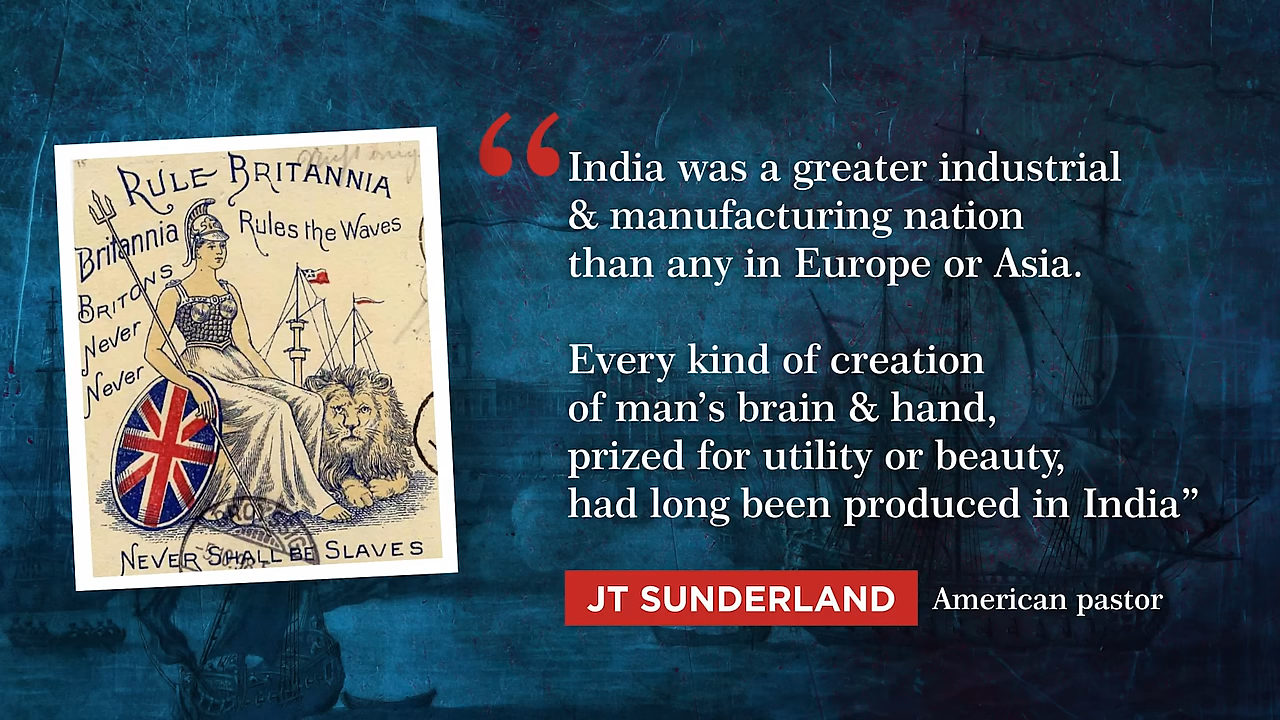 RULE BRITANNIA
Britannia Rules the Waves
BRITONS
Never
Never
NEVER SHALL BE SLAVES
“India was a greater industrial
& manufacturing nation
than any in Europe or Asia.
Every kind of creation
of man’s brain & hand,
prized for utility or beauty,
had long been produced in India”
JT SUNDERLAND American pastor